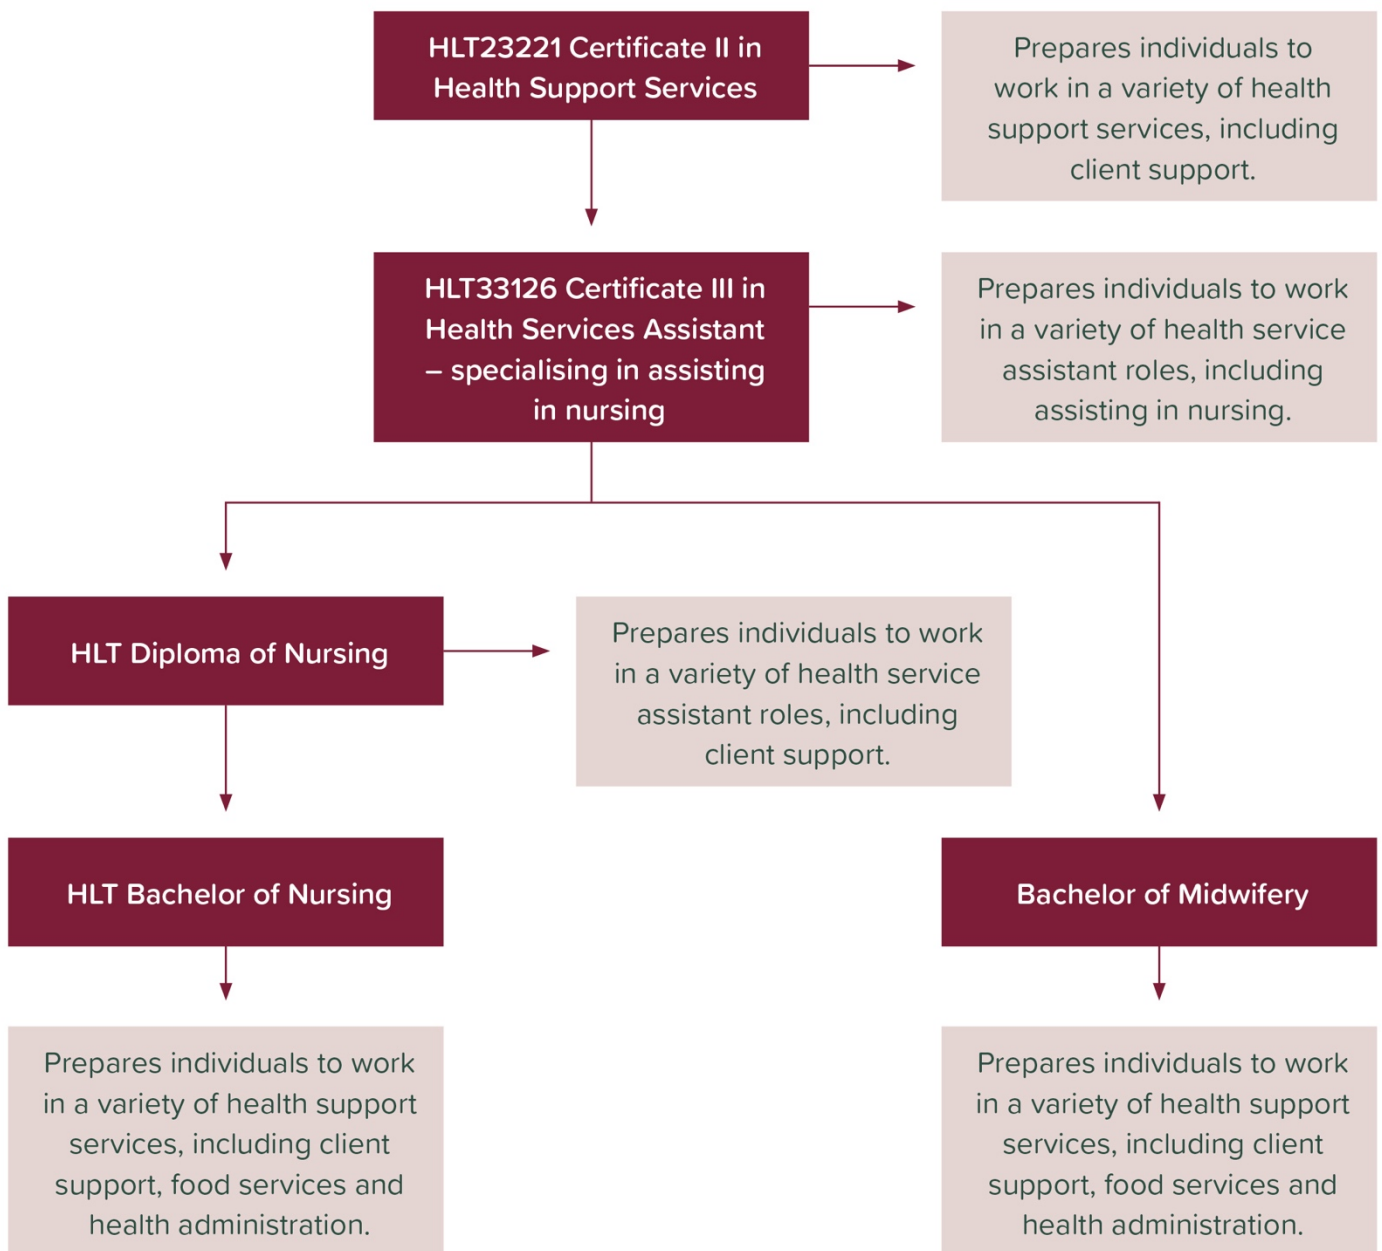 HLT23221 Certificate II in
Health Support Services
Prepares individuals to
work in a variety of health
support services, including
client support.
HLT33126 Certificate III in
Health Services Assistant
– specialising in assisting
in nursing
Prepares individuals to work
in a variety of health service
assistant roles, including
assisting in nursing.
HLT Diploma of Nursing
Prepares individuals to work
in a variety of health service
assistant roles, including
client support.
HLT Bachelor of Nursing
Bachelor of Midwifery
Prepares individuals to work
in a variety of health support
services, including client
support, food services and
health administration.
Prepares individuals to work
in a variety of health support
services, including client
support, food services and
health administration.